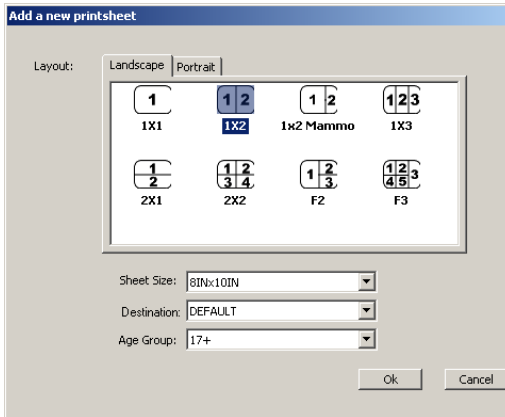 Add a new printsheet
Layout:
Landscape Portrait
1 1 2 1 2 1 2 3
1X1 1X2 1x2 Mammo 1X3
1 1 2 1 2 1 2 3
2 3 4 3 4 5
2X1 2X2 F2 F3
Sheet Size: 8INx10IN
Destination: DEFAULT
Age Group: 17+
Ok Cancel